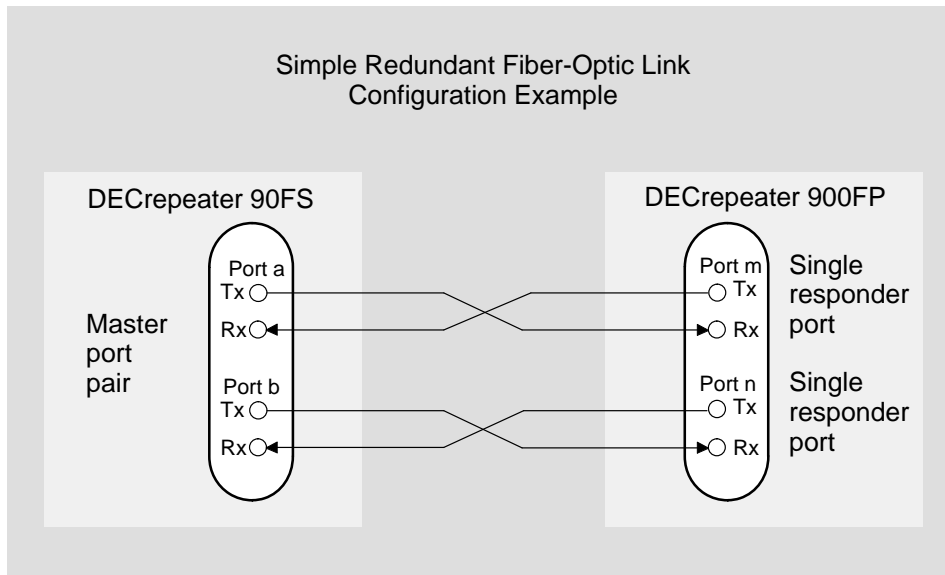 Simple Redundant Fiber-Optic Link
Configuration Example
DECrepeater 90FS
Port a
Tx
Rx
Master
port
pair
Port b
Tx
Rx
DECrepeater 900FP
Port m
Tx
Rx
Single
responder
port
Port n
Tx
Rx
Single
responder
port